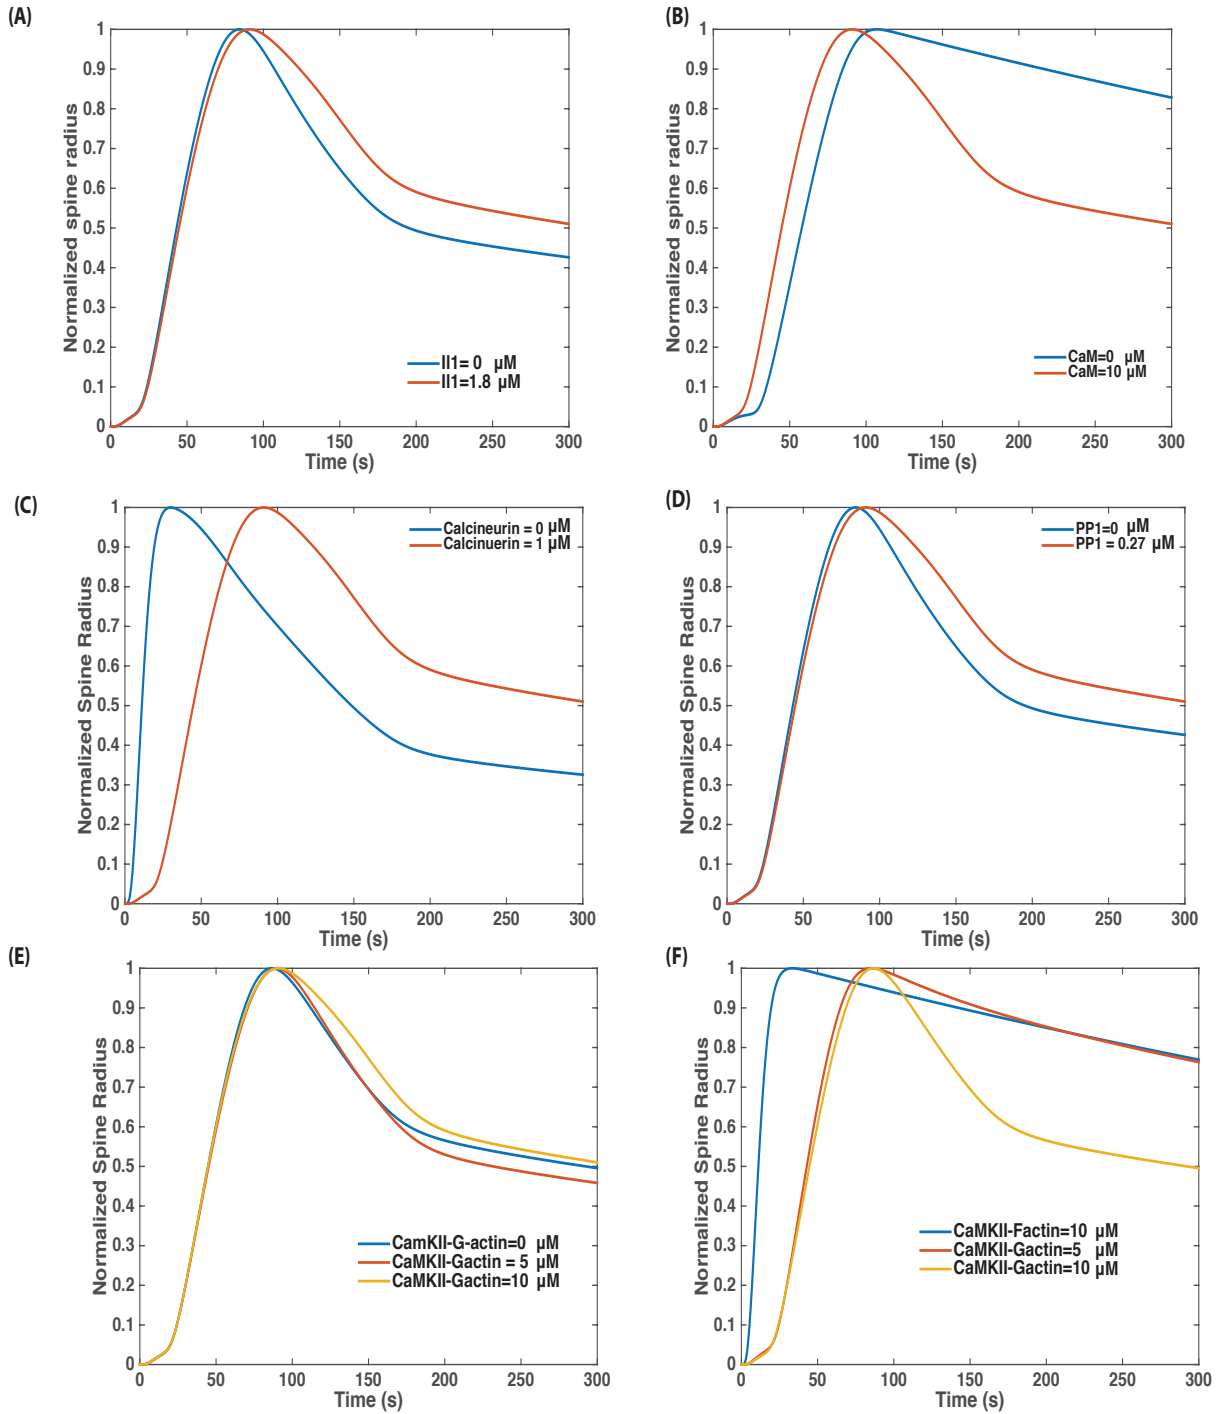 (A)
1
0.9
0.8
0.7
0.6
0.5
0.4
0.3
0.2
0.1
0
Normalized spine radius
II1= 0 µM
II1=1.8 µM
0 50 100 150 200 250 300
Time (s)
(B)
1
0.9
0.8
0.7
0.6
0.5
0.4
0.3
0.2
0.1
0
Normalized spine radius
CaM=0 µM
CaM=10 µM
0 50 100 150 200 250 300
Time (s)
(C)
1
0.9
0.8
0.7
0.6
0.5
0.4
0.3
0.2
0.1
0
Normalized Spine Radius
Calcineurin = 0 µM
Calcinuerin = 1 µM
0 50 100 150 200 250 300
Time (s)
(D)
1
0.9
0.8
0.7
0.6
0.5
0.4
0.3
0.2
0.1
0
Normalized Spine Radius
PP1=0 µM
PP1 = 0.27 µM
0 50 100 150 200 250 300
Time (s)
(E)
1
0.9
0.8
0.7
0.6
0.5
0.4
0.3
0.2
0.1
0
Normalized Spine Radius
CamKII-G-actin=0 µM
CaMKII-Gactin = 5 µM
CaMKII-Gactin=10 µM
0 50 100 150 200 250 300
Time (s)
(F)
1
0.9
0.8
0.7
0.6
0.5
0.4
0.3
0.2
0.1
0
Normalized Spine Radius
CaMKII-Factin=10 µM
CaMKII-Gactin=5 µM
CaMKII-Gactin=10 µM
0 50 100 150 200 250 300
Time (s)